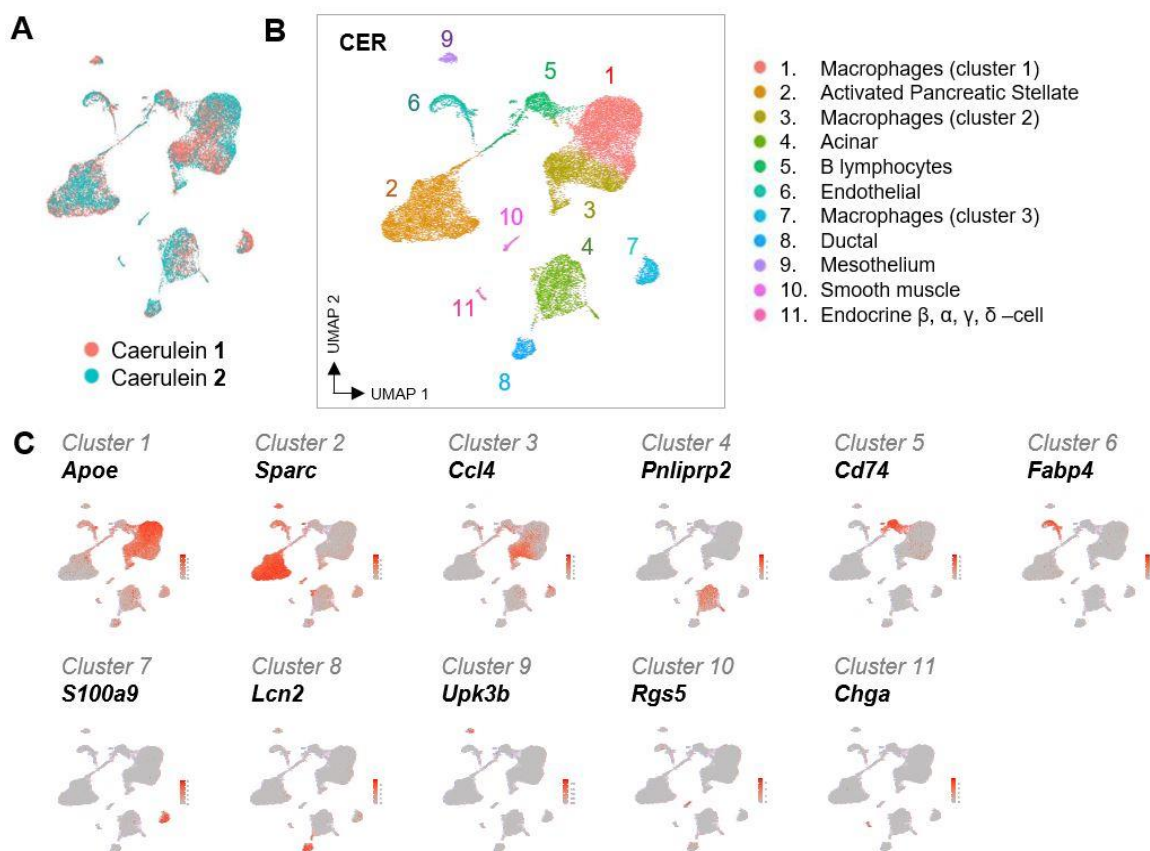 A
Caerulein 1
Caerulein 2
B
CER
9
5
1
6
2
10
3
4
7
11
8
UMAP 2
UMAP 1
1. Macrophages (cluster 1)
2. Activated Pancreatic Stellate
3. Macrophages (cluster 2)
4. Acinar
5. B lymphocytes
6. Endothelial
7. Macrophages (cluster 3)
8. Ductal
9. Mesothelium
10. Smooth muscle
11. Endocrine β, α, γ, δ –cell
C
Cluster 1
Apoe
Cluster 2
Sparc
Cluster 3
Ccl4
Cluster 4
Pnliprp2
Cluster 5
Cd74
Cluster 6
Fabp4
Cluster 7
S100a9
Cluster 8
Lcn2
Cluster 9
Upk3b
Cluster 10
Rgs5
Cluster 11
Chga